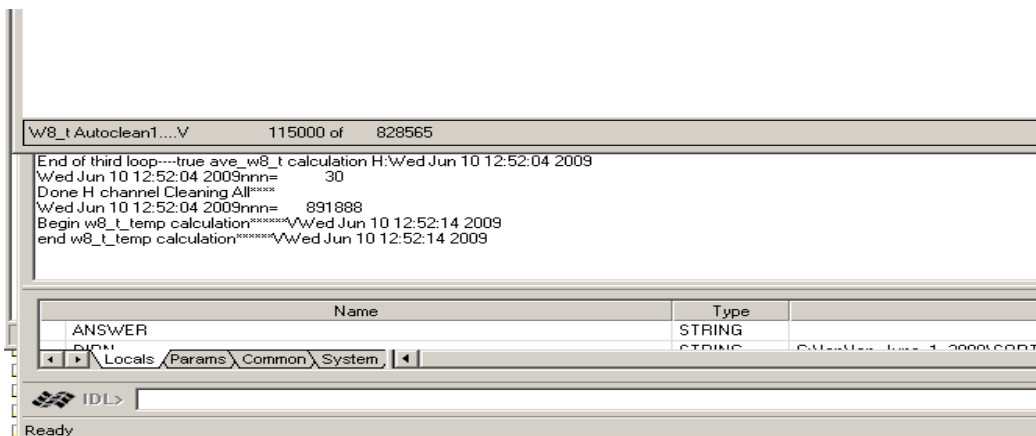 W8_t Autoclean1....V 115000 of 828565
End of third loop----true ave_w8_t calculation H:Wed Jun 10 12:52:04 2009
Wed Jun 10 12:52:04 2009nnn= 30
Done H channel Cleaning All****
Wed Jun 10 12:52:04 2009nnn= 891888
Begin w8_t_temp calculation******VWed Jun 10 12:52:14 2009
end w8_t_temp calculation******VWed Jun 10 12:52:14 2009
Name Type
ANSWER STRING
STRING
Locals Params Common System
IDL>
Ready